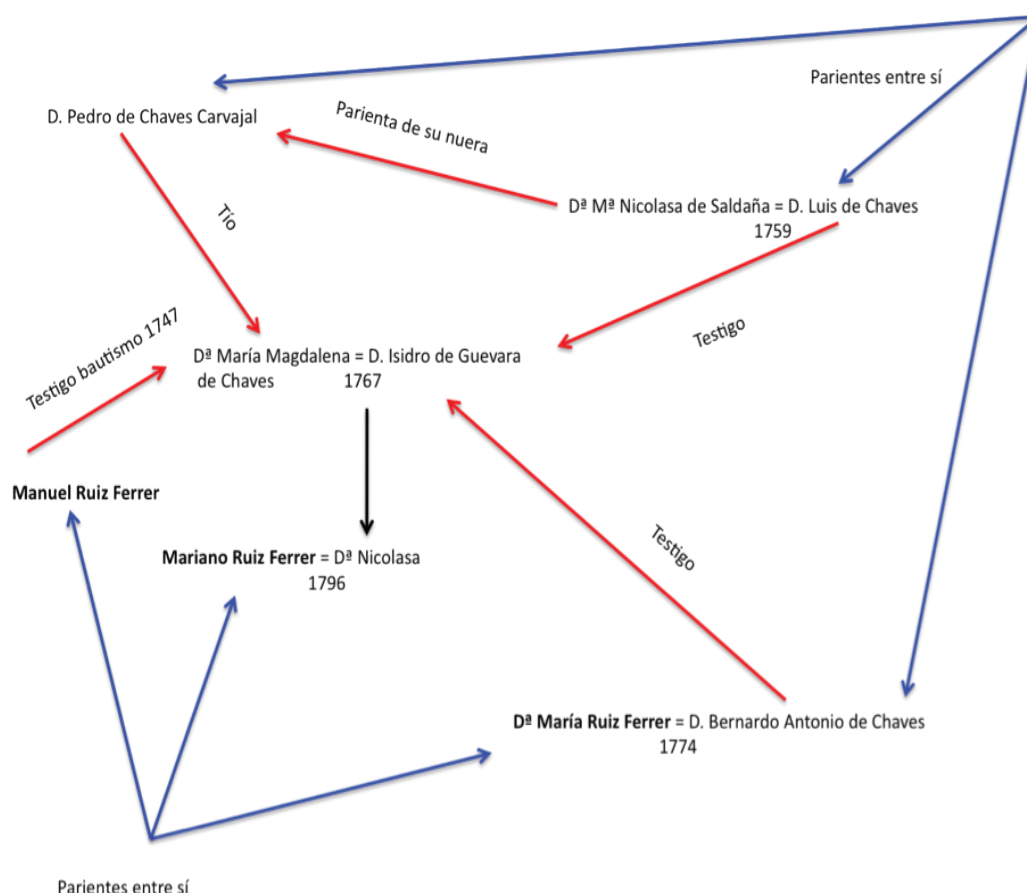 Parientes entre sí
D. Pedro de Chaves Carvajal
Parienta de su nuera
Dª Mª Nicolasa de Saldaña = D. Luis de Chaves
1759
Tío
Testigo
Testigo bautismo 1747
Dª María Magdalena = D. Isidro de Guevara
de Chaves 1767
Manuel Ruiz Ferrer
Mariano Ruiz Ferrer = Dª Nicolasa
1796
Testigo
Dª María Ruiz Ferrer = D. Bernardo Antonio de Chaves
1774
Parientes entre sí